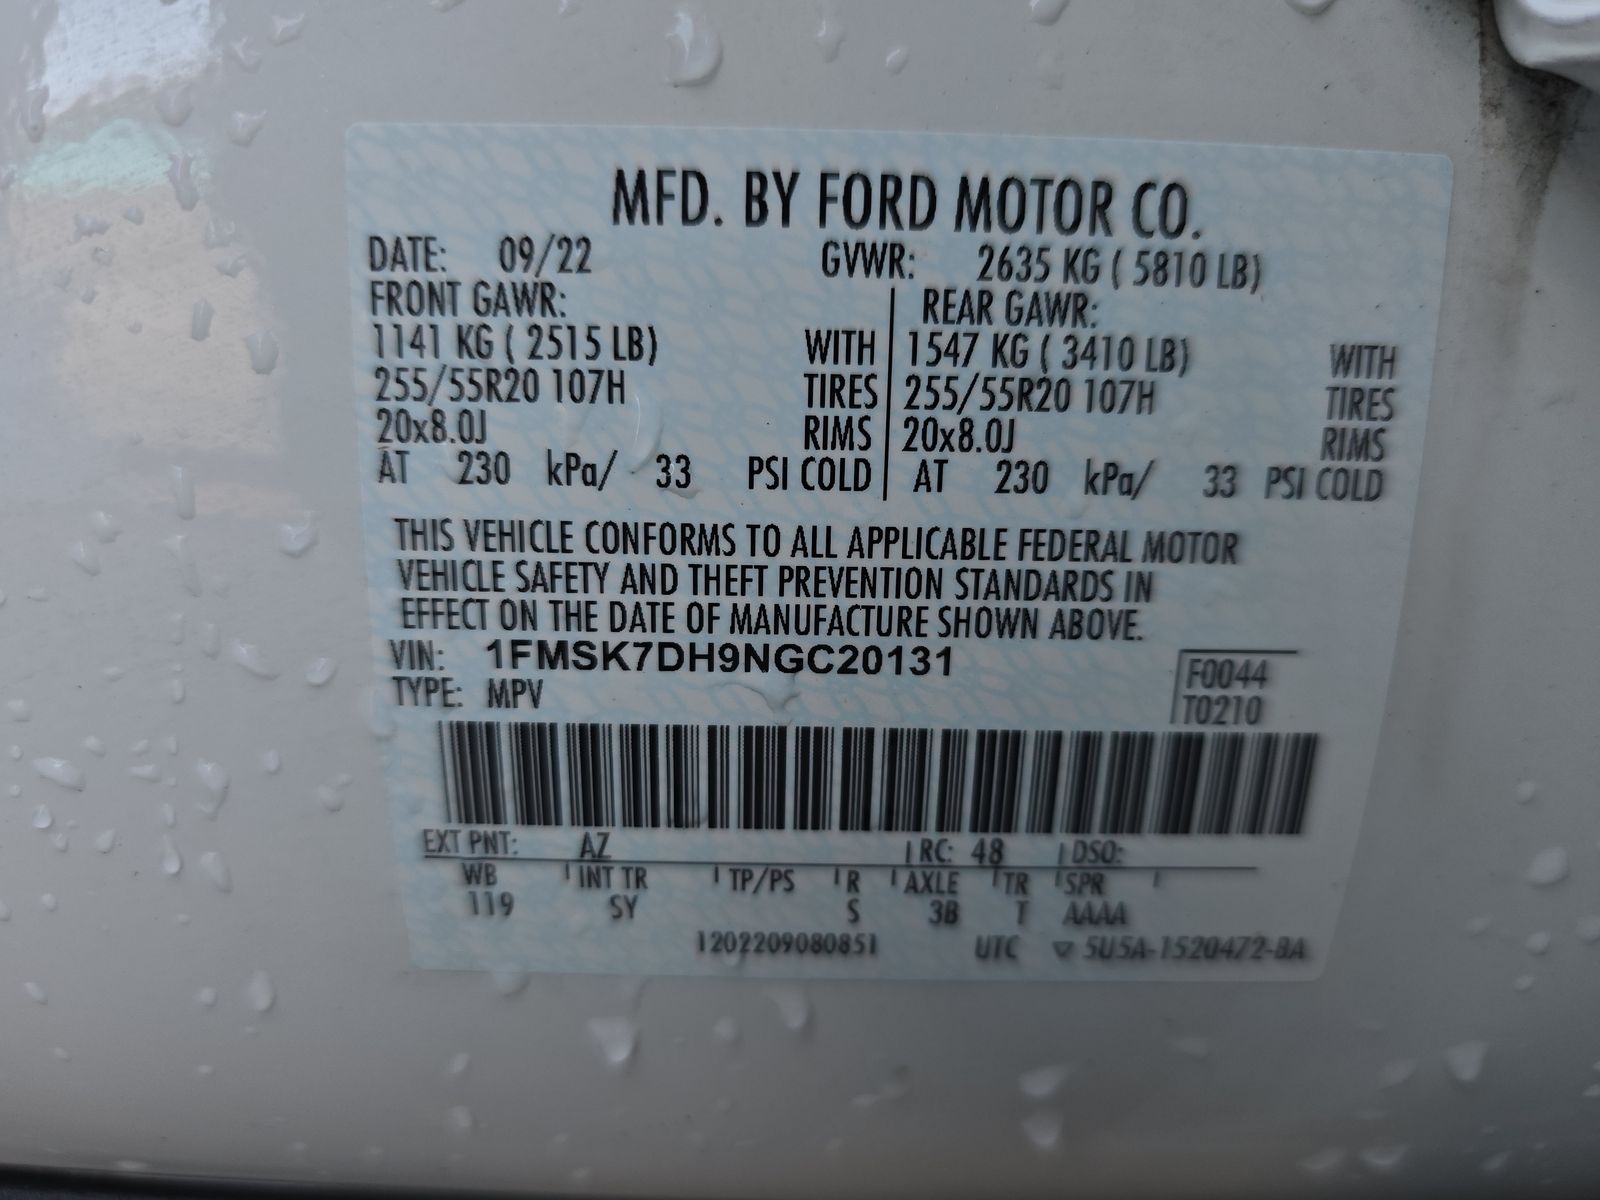 MFD. BY FORD MOTOR CO.
DATE: 09/22 GVWR: 2635 KG ( 5810 LB)
FRONT GAWR: REAR GAWR:
1141 KG ( 2515 LB) WITH 1547 KG ( 3410 LB) WITH
255/55R20 107H TIRES 255/55R20 107H TIRES
20x8.0J RIMS 20x8.0J RIMS
AT 230 kPa/ 33 PSI COLD AT 230 kPa/ 33 PSI COLD
THIS VEHICLE CONFORMS TO ALL APPLICABLE FEDERAL MOTOR
VEHICLE SAFETY AND THEFT PREVENTION STANDARDS IN
EFFECT ON THE DATE OF MANUFACTURE SHOWN ABOVE.
VIN: 1FMSK7DH9NGC20131
TYPE: MPV
F0044
T0210
EXT PNT: AZ RC: 48 DSO:
WB INT TR TP/PS R AXLE TR SPR
119 SY S 3B T AAAA
1202209080851 UTC ▽ 5U5A-1520472-BA